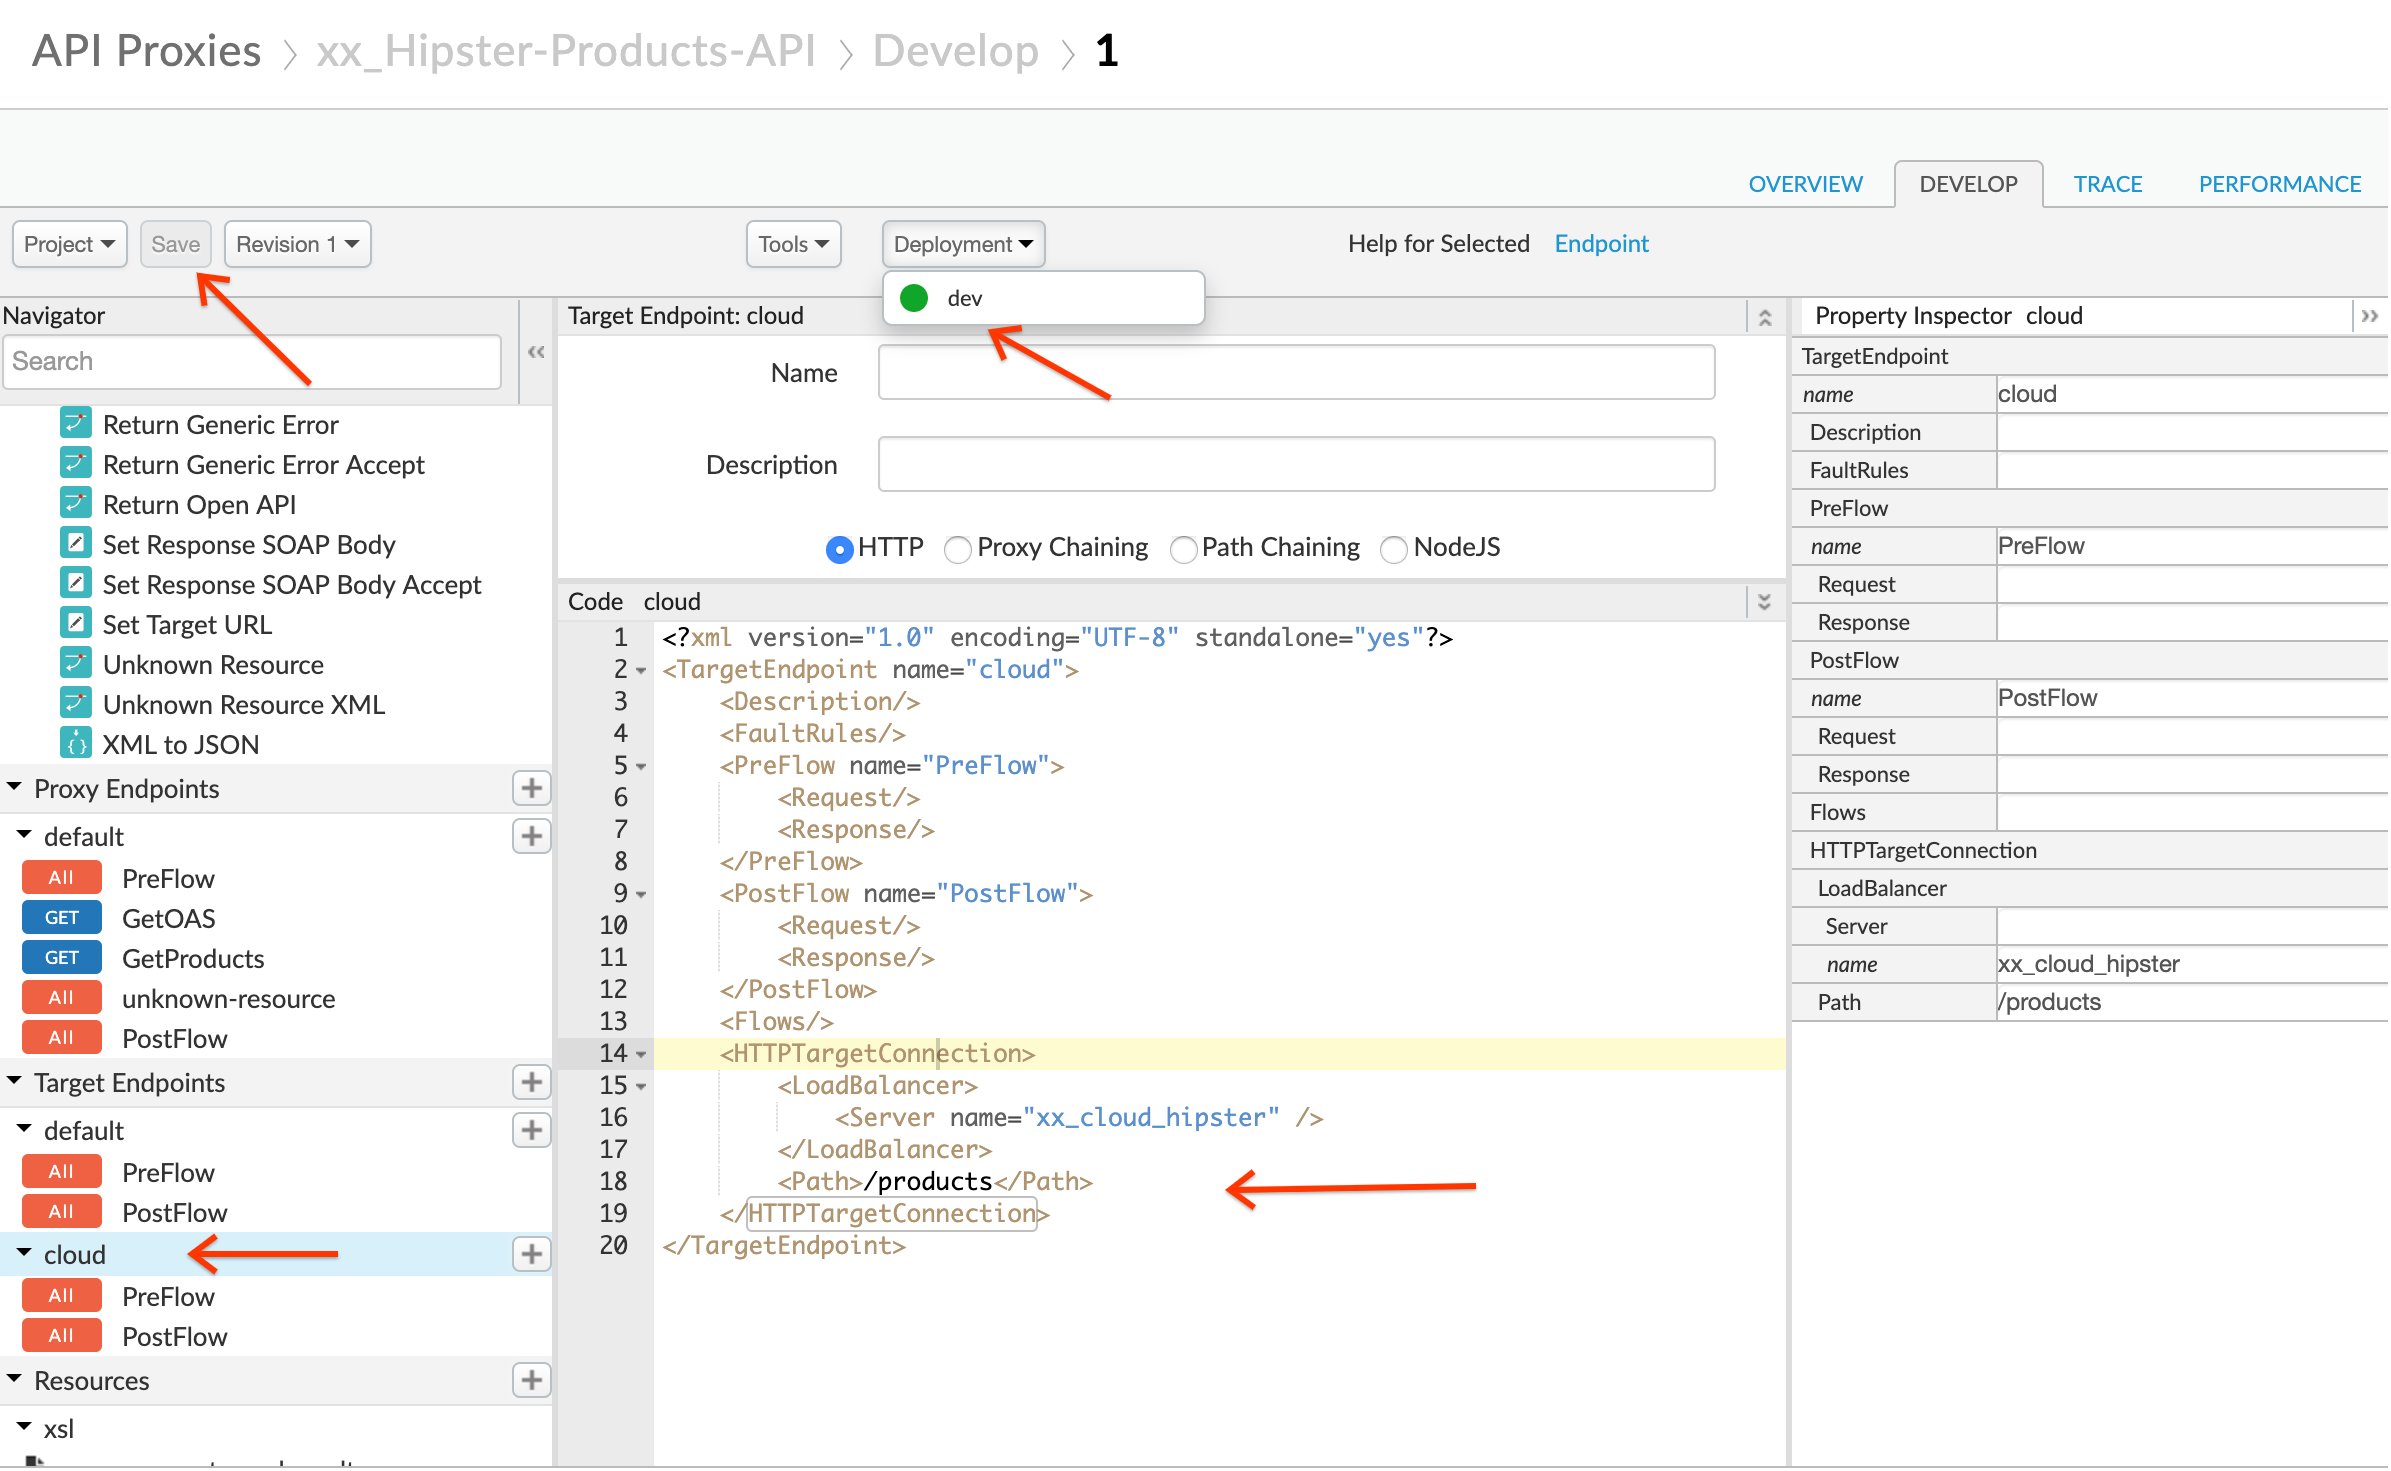 API Proxies > xx_Hipster-Products-API > Develop > 1
OVERVIEW DEVELOP TRACE PERFORMANCE
Project Save Revision 1 Tools Deployment Help for Selected Endpoint
dev
Navigator
Search
Return Generic Error
Return Generic Error Accept
Return Open API
Set Response SOAP Body
Set Response SOAP Body Accept
Set Target URL
Unknown Resource
Unknown Resource XML
XML to JSON
Proxy Endpoints
default
All PreFlow
GET GetOAS
GET GetProducts
All unknown-resource
All PostFlow
Target Endpoints
default
All PreFlow
All PostFlow
cloud
All PreFlow
All PostFlow
Resources
xsl
Target Endpoint: cloud
Name
Description
HTTP Proxy Chaining Path Chaining NodeJS
Code cloud
1 <?xml version="1.0" encoding="UTF-8" standalone="yes"?>
2 <TargetEndpoint name="cloud">
3 <Description/>
4 <FaultRules/>
5 <PreFlow name="PreFlow">
6 <Request/>
7 <Response/>
8 </PreFlow>
9 <PostFlow name="PostFlow">
10 <Request/>
11 <Response/>
12 </PostFlow>
13 <Flows/>
14 <HTTPTargetConnection>
15 <LoadBalancer>
16 <Server name="xx_cloud_hipster" />
17 </LoadBalancer>
18 <Path>/products</Path>
19 </HTTPTargetConnection>
20 </TargetEndpoint>
Property Inspector cloud
TargetEndpoint
name cloud
Description
FaultRules
PreFlow
name PreFlow
Request
Response
PostFlow
name PostFlow
Request
Response
Flows
HTTPTargetConnection
LoadBalancer
Server
name xx_cloud_hipster
Path /products